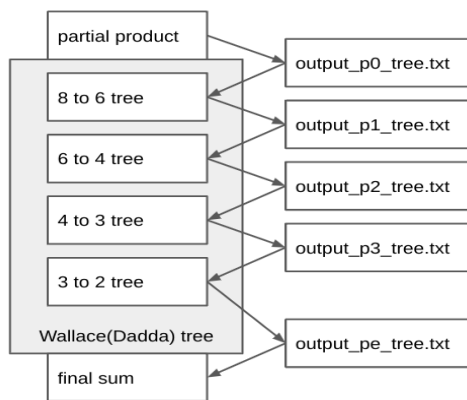 partial product
output_p0_tree.txt
8 to 6 tree
output_p1_tree.txt
6 to 4 tree
output_p2_tree.txt
4 to 3 tree
output_p3_tree.txt
3 to 2 tree
Wallace(Dadda) tree
output_pe_tree.txt
final sum